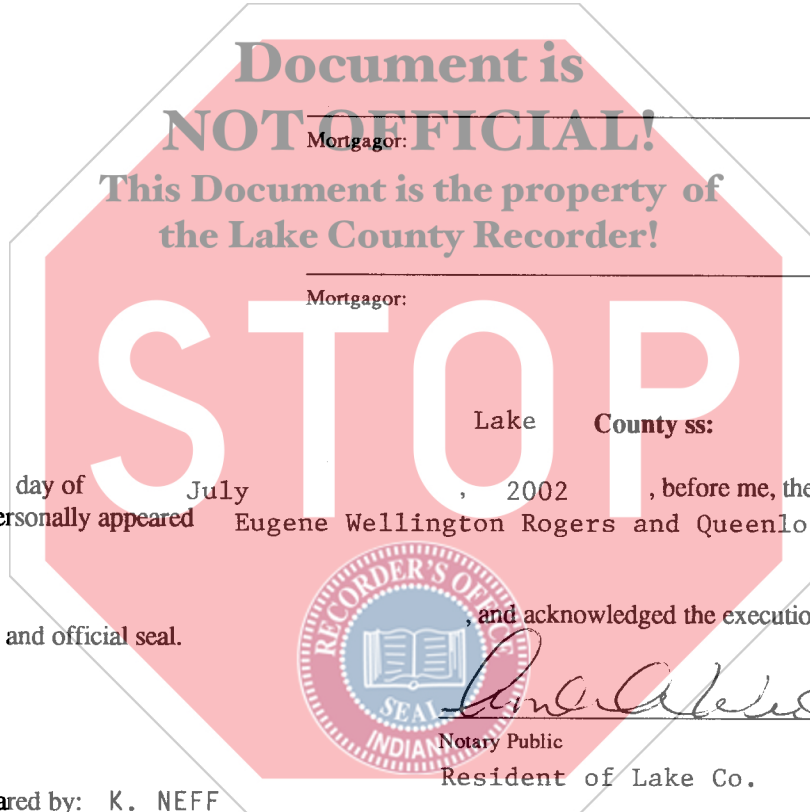 Document is
NOT OFFICIAL!
Mortgagor:
This Document is the property of
the Lake County Recorder!
Mortgagor:
STOP
Lake County ss:
day of July , 2002 , before me, the
ersonally appeared Eugene Wellington Rogers and Queenlo
, and acknowledged the executio
and official seal.
RECORDER'S OFFICE
SEAL
INDIANA
Notary Public
Resident of Lake Co.
ared by: K. NEFF